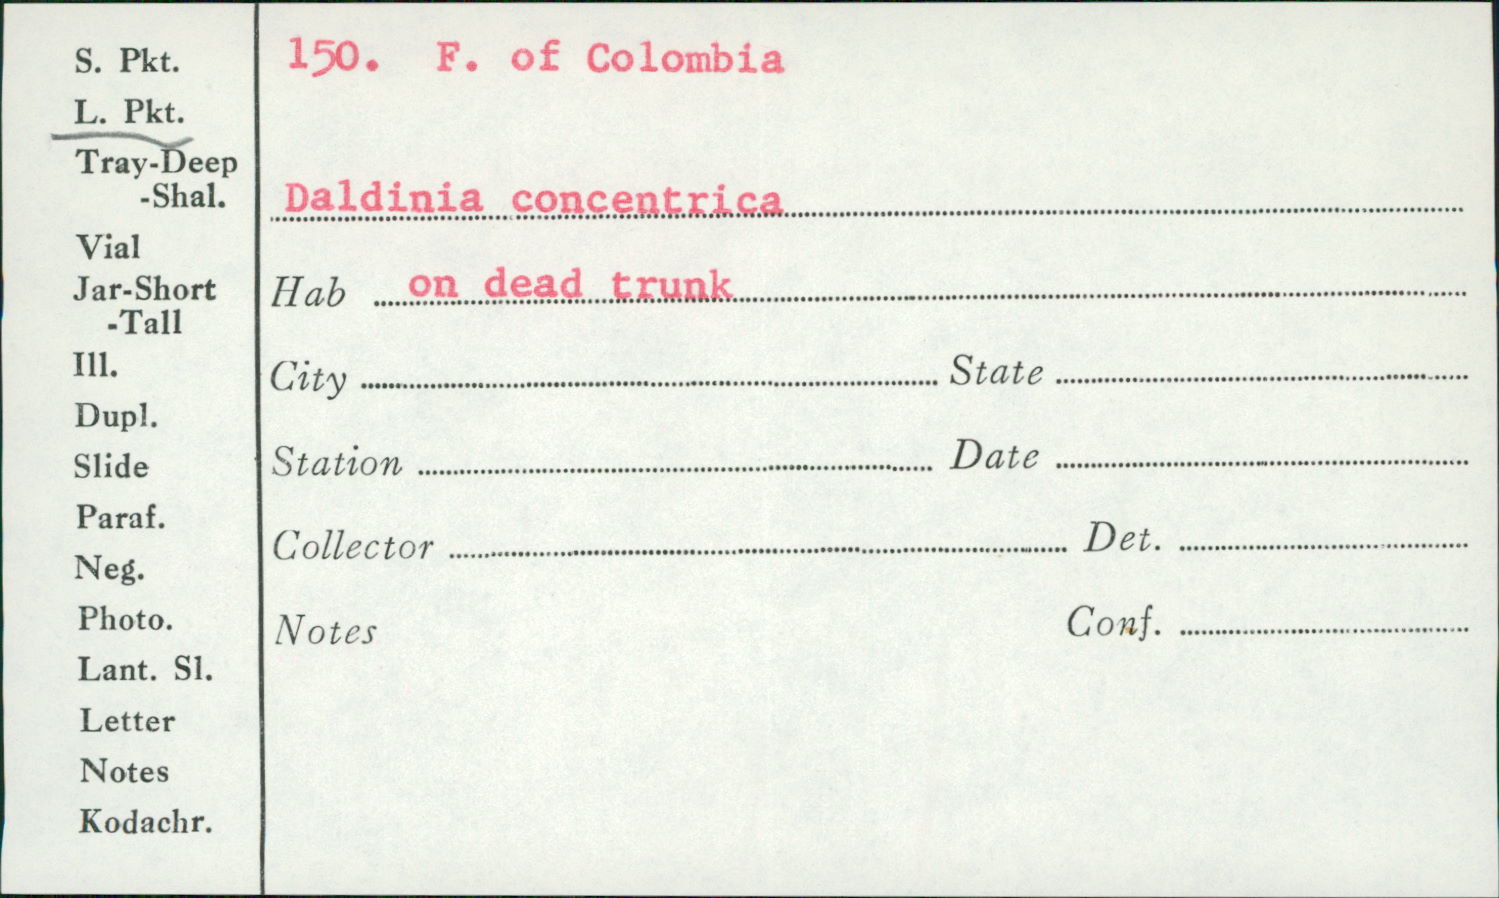 S. Pkt.
L. Pkt.
Tray-Deep
-Shal.
Vial
Jar-Short
-Tall
Ill.
Dupl.
Slide
Paraf.
Neg.
Photo.
Lant. Sl.
Letter
Notes
Kodachr.
150. F. of Colombia
Daldinia concentrica
Hab on dead trunk
City State
Station Date
Collector Det.
Notes Conf.